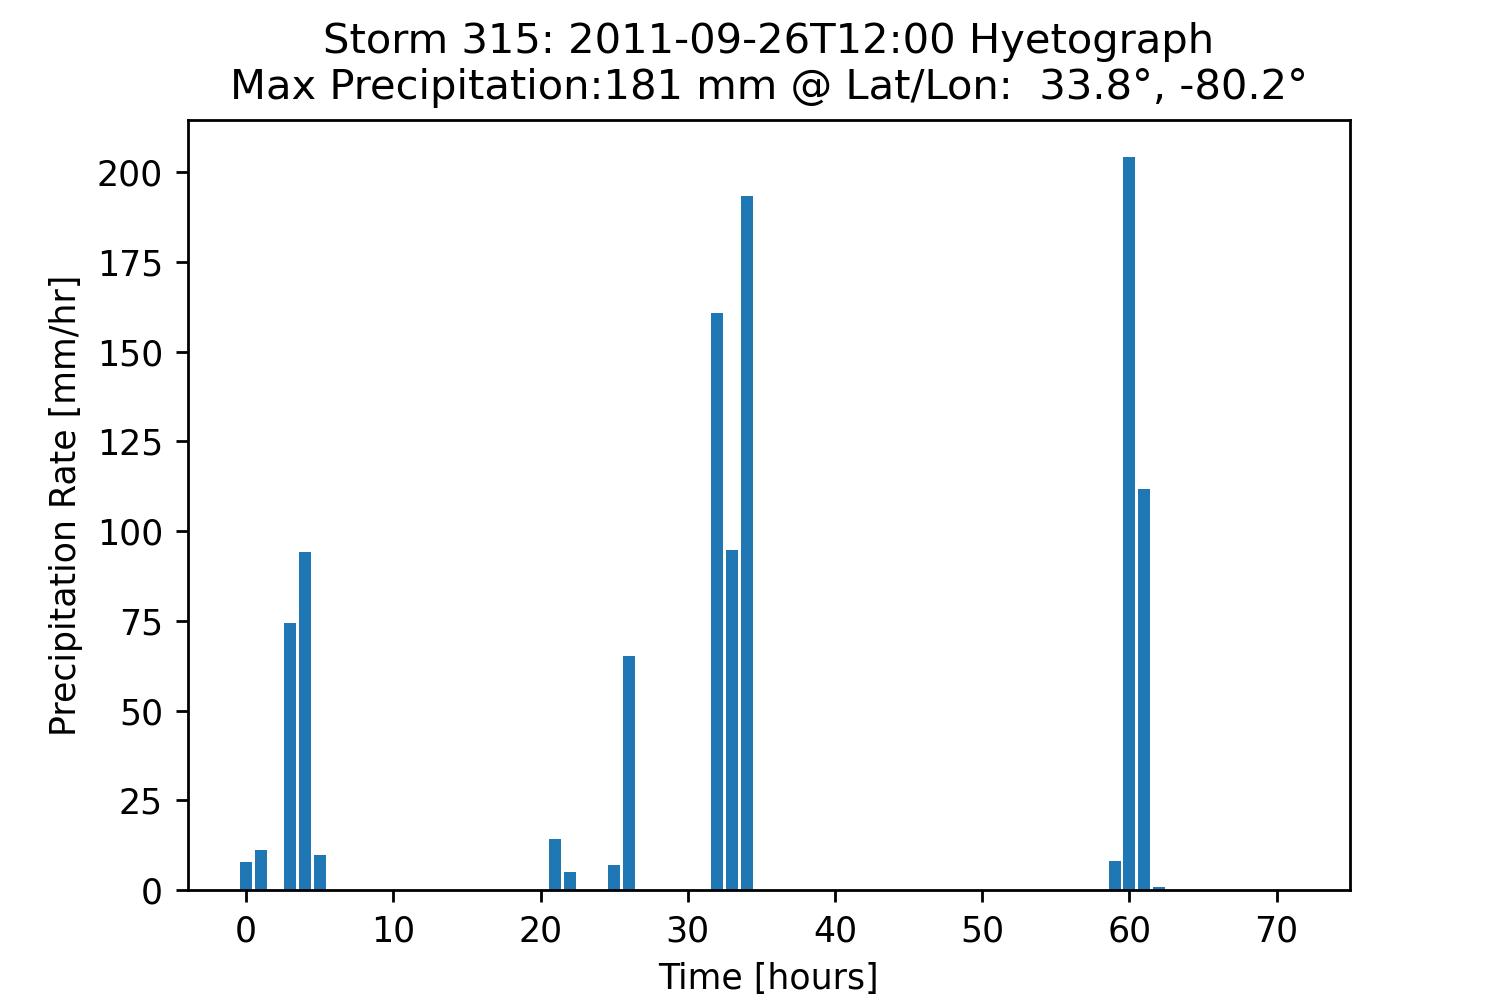 Storm 315: 2011-09-26T12:00 Hyetograph
Max Precipitation:181 mm @ Lat/Lon:  33.8°, -80.2°
200
175
150
125
100
75
50
25
0
Precipitation Rate [mm/hr]
0 10 20 30 40 50 60 70
Time [hours]